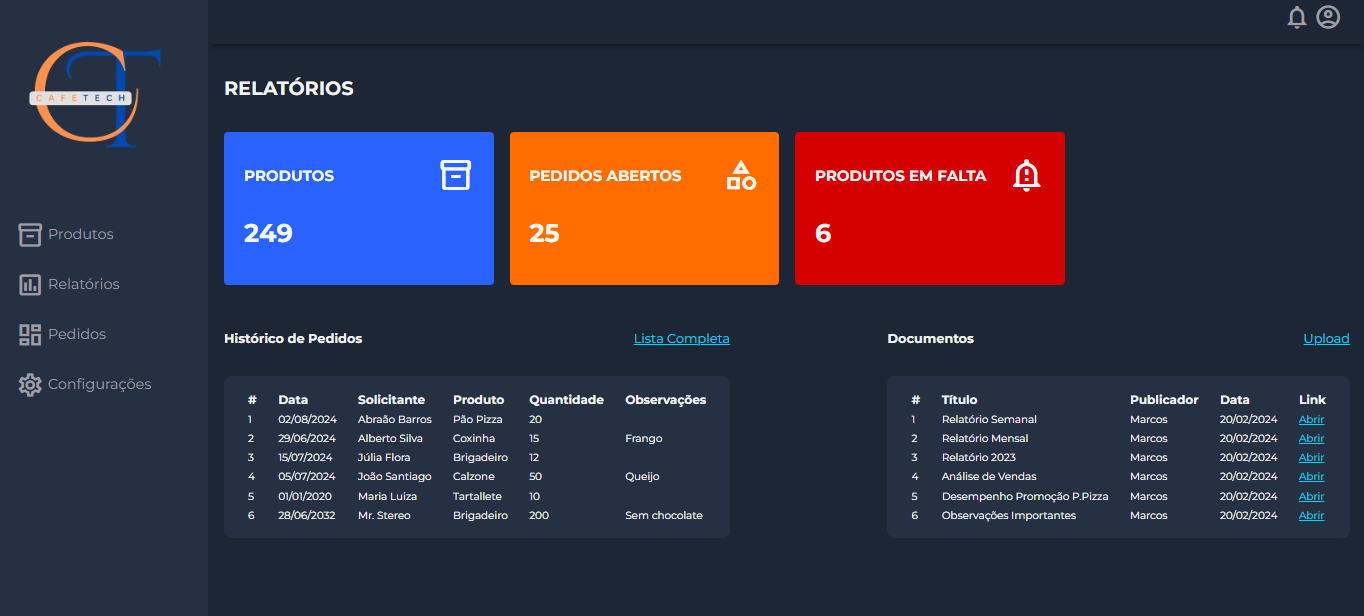 CAFETECH
Produtos
Relatórios
Pedidos
Configurações
RELATÓRIOS
PRODUTOS
249
PEDIDOS ABERTOS
25
PRODUTOS EM FALTA
6
Histórico de Pedidos Lista Completa
# Data Solicitante Produto Quantidade Observações
1 02/08/2024 Abraão Barros Pão Pizza 20
2 29/06/2024 Alberto Silva Coxinha 15 Frango
3 15/07/2024 Júlia Flora Brigadeiro 12
4 05/07/2024 João Santiago Calzone 50 Queijo
5 01/01/2020 Maria Luiza Tartallete 10
6 28/06/2032 Mr. Stereo Brigadeiro 200 Sem chocolate
Documentos Upload
# Título Publicador Data Link
1 Relatório Semanal Marcos 20/02/2024 Abrir
2 Relatório Mensal Marcos 20/02/2024 Abrir
3 Relatório 2023 Marcos 20/02/2024 Abrir
4 Análise de Vendas Marcos 20/02/2024 Abrir
5 Desempenho Promoção P.Pizza Marcos 20/02/2024 Abrir
6 Observações Importantes Marcos 20/02/2024 Abrir